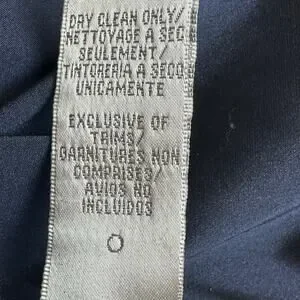 DRY CLEAN ONLY/
NETTOYAGE A SEC
SEULEMENT/
TINTORERIA A SECO
UNICAMENTE
EXCLUSIVE OF
TRIMS/
GARNITURES NON
COMPRISES/
AVIOS NO
INCLUIDOS
O